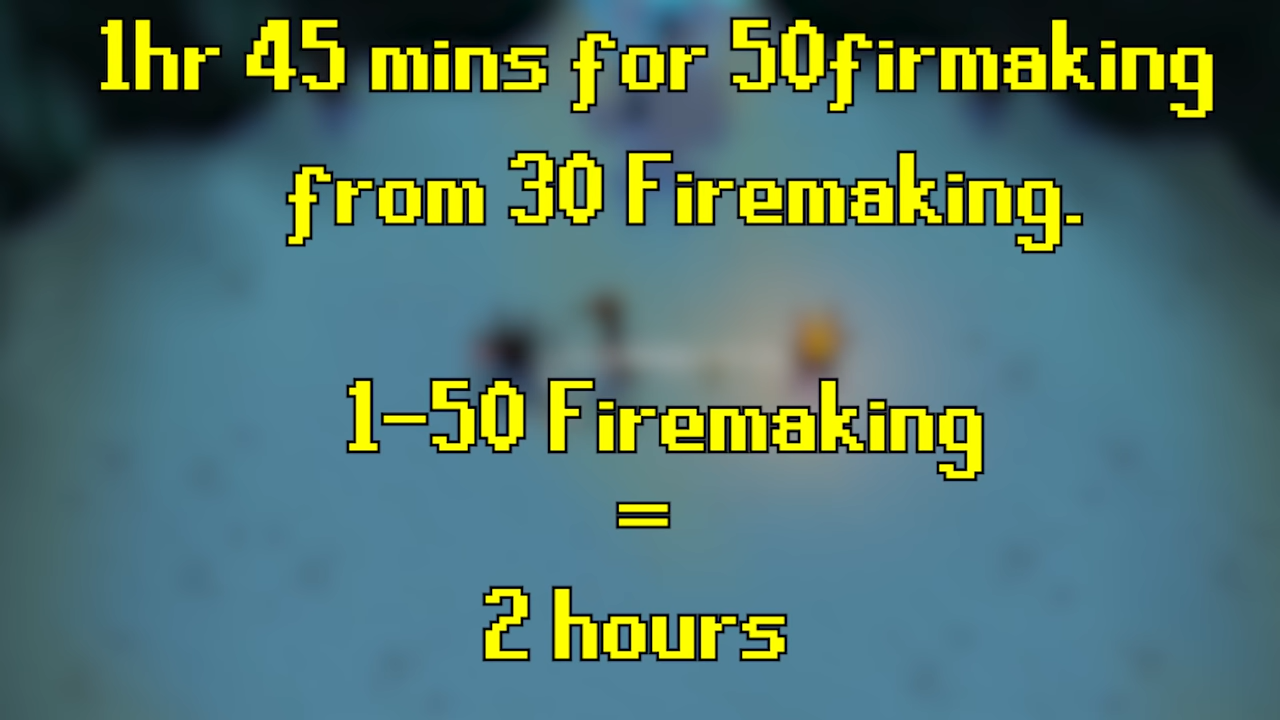 1hr 45 mins for 50firmaking
from 30 Firemaking.
1-50 Firemaking
=
2 hours